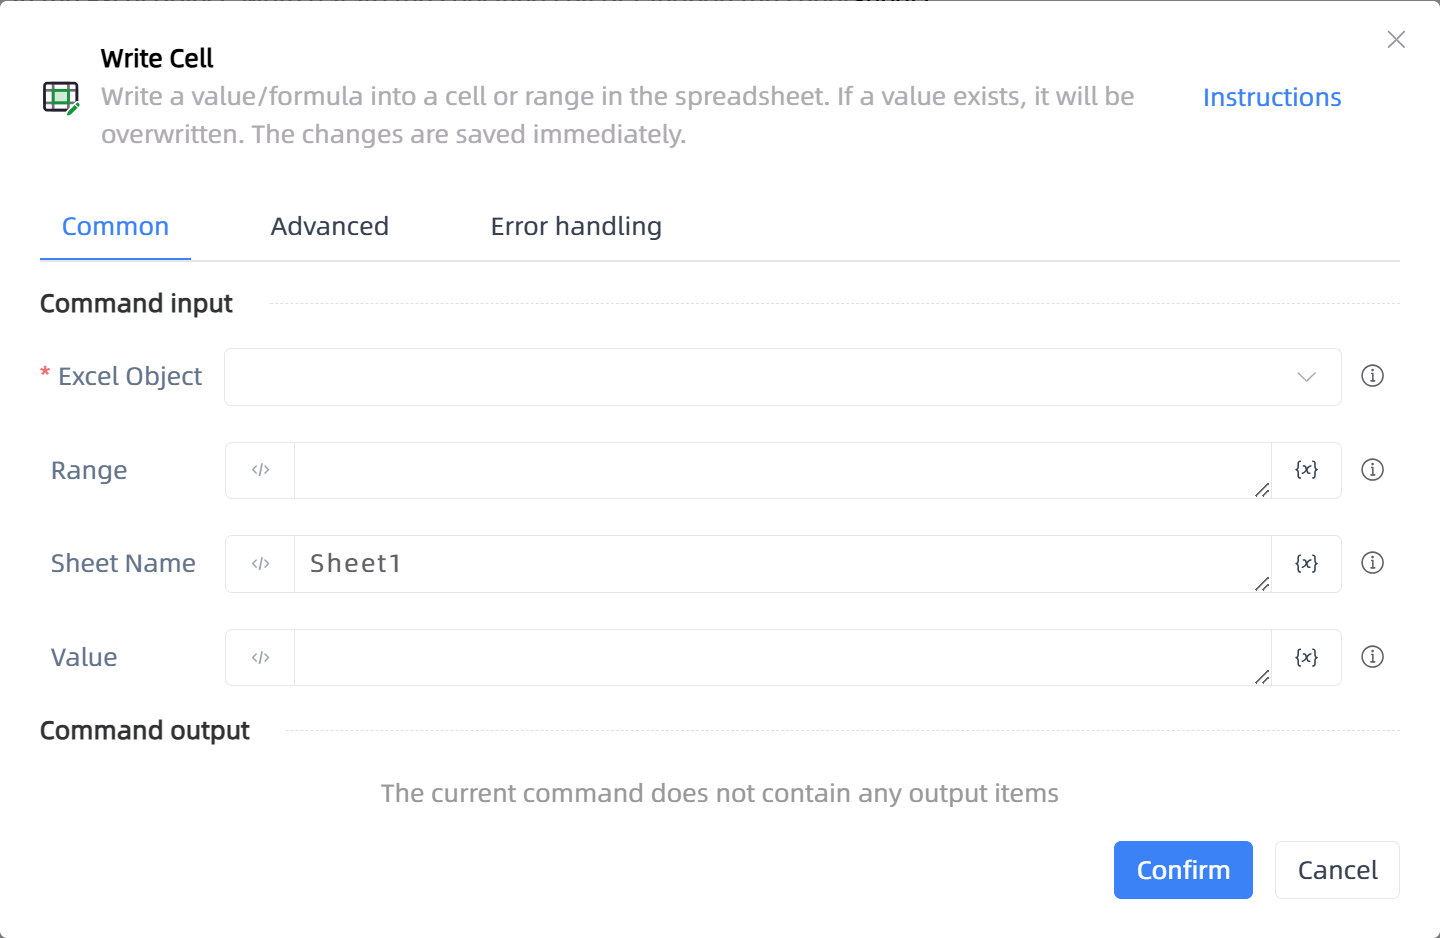 Write Cell
Write a value/formula into a cell or range in the spreadsheet. If a value exists, it will be
overwritten. The changes are saved immediately.
Instructions
Common
Advanced
Error handling
Command input
* Excel Object
Range
</>
{x}
Sheet Name
</>
Sheet1
{x}
Value
</>
{x}
Command output
The current command does not contain any output items
Confirm
Cancel